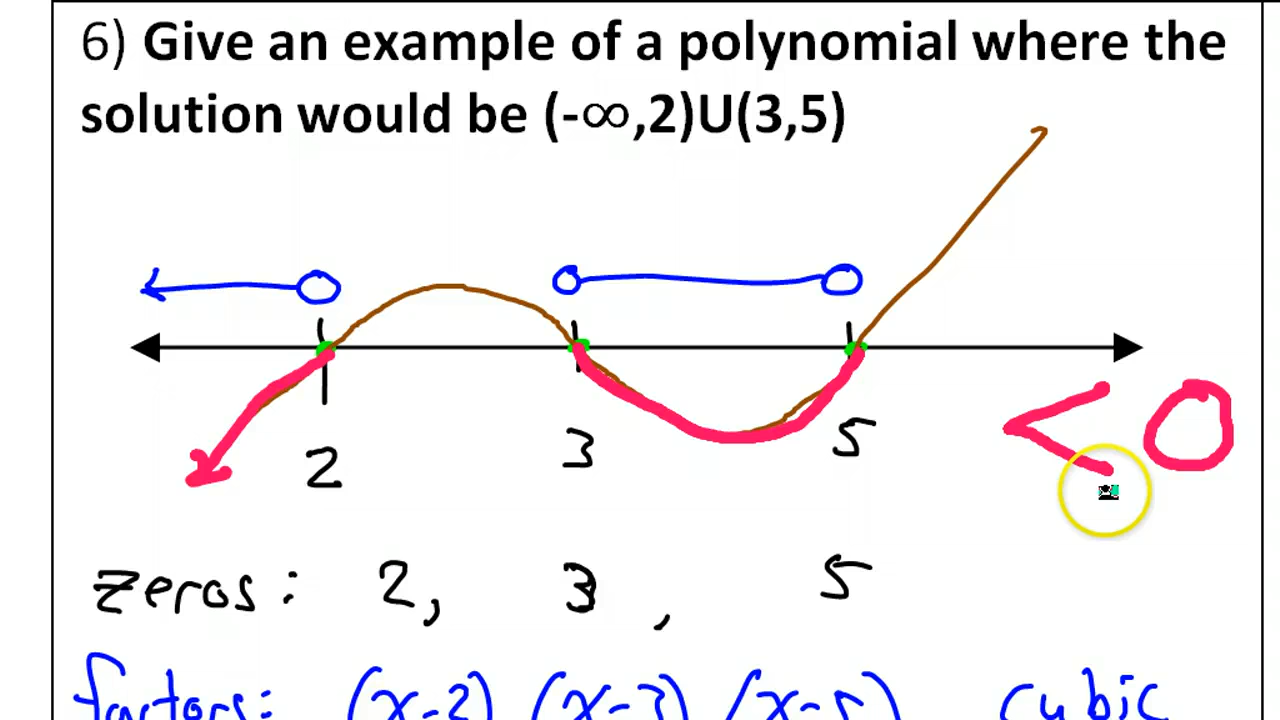 6) Give an example of a polynomial where the
solution would be (-∞,2)U(3,5)
2 3 5
< 0
zeros: 2, 3, 5
factors: (x-2) (x-3) (x-5) cubic